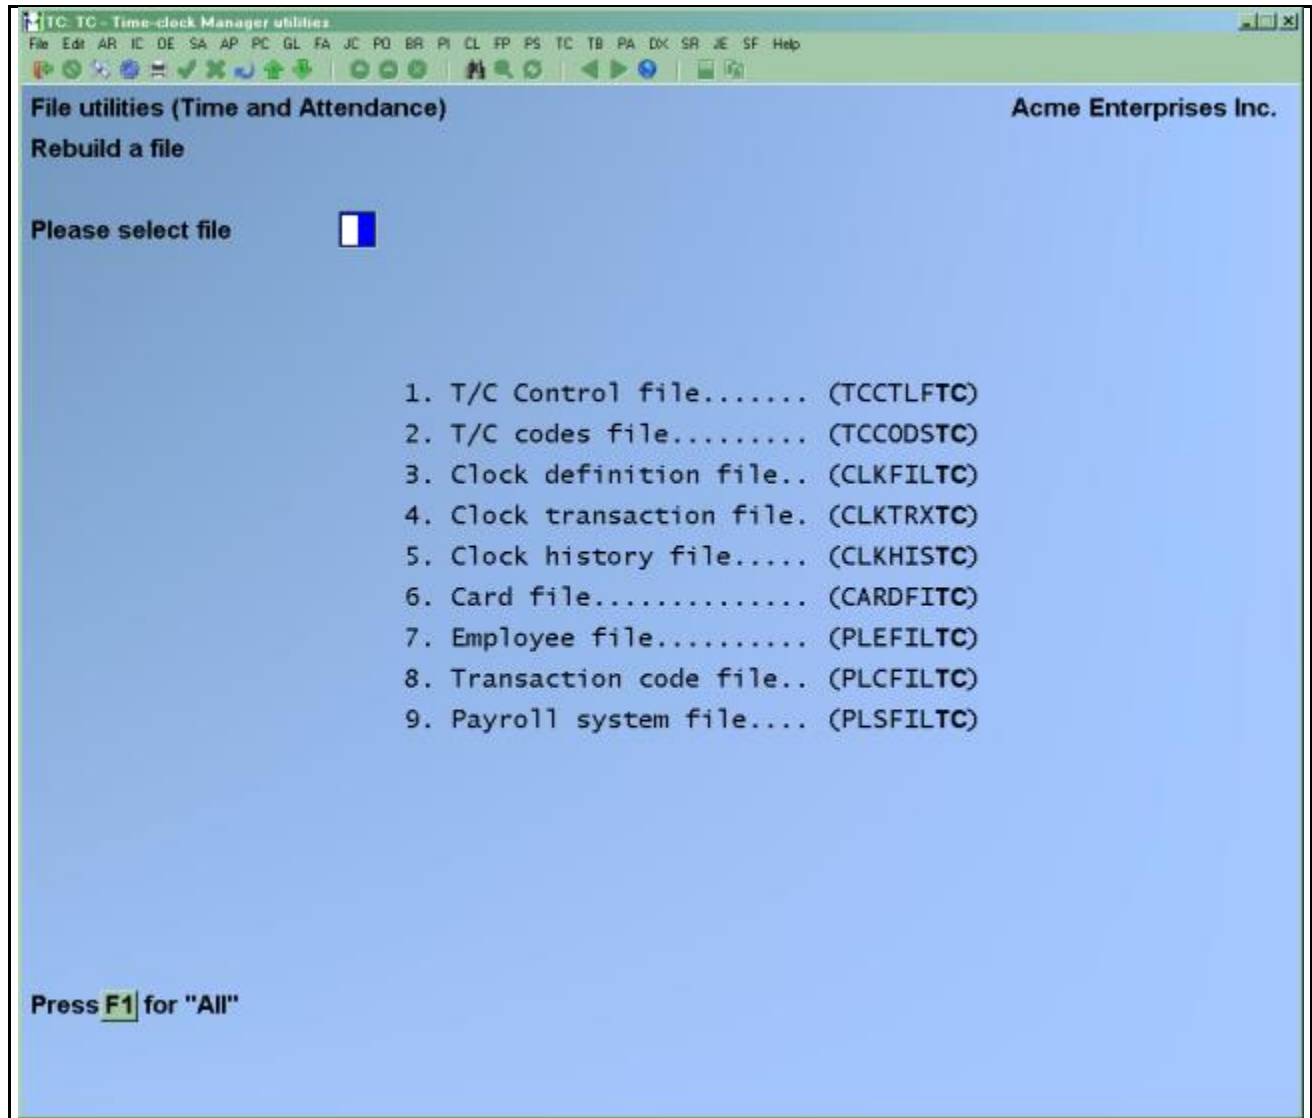 TC: TC - Time-clock Manager utilities
File Edit AR IC OE SA AP PC GL FA JC PO BR PI CL FP PS TC TB PA DX SR JE SF Help
File utilities (Time and Attendance) Acme Enterprises Inc.
Rebuild a file
Please select file
1. T/C Control file....... (TCCTLFTC)
2. T/C codes file......... (TCCODSTC)
3. Clock definition file.. (CLKFILTC)
4. Clock transaction file. (CLKTRXTC)
5. Clock history file..... (CLKHISTC)
6. Card file.............. (CARDFITC)
7. Employee file.......... (PLEFILTC)
8. Transaction code file.. (PLCFILTC)
9. Payroll system file.... (PLSFILTC)
Press F1 for "All"